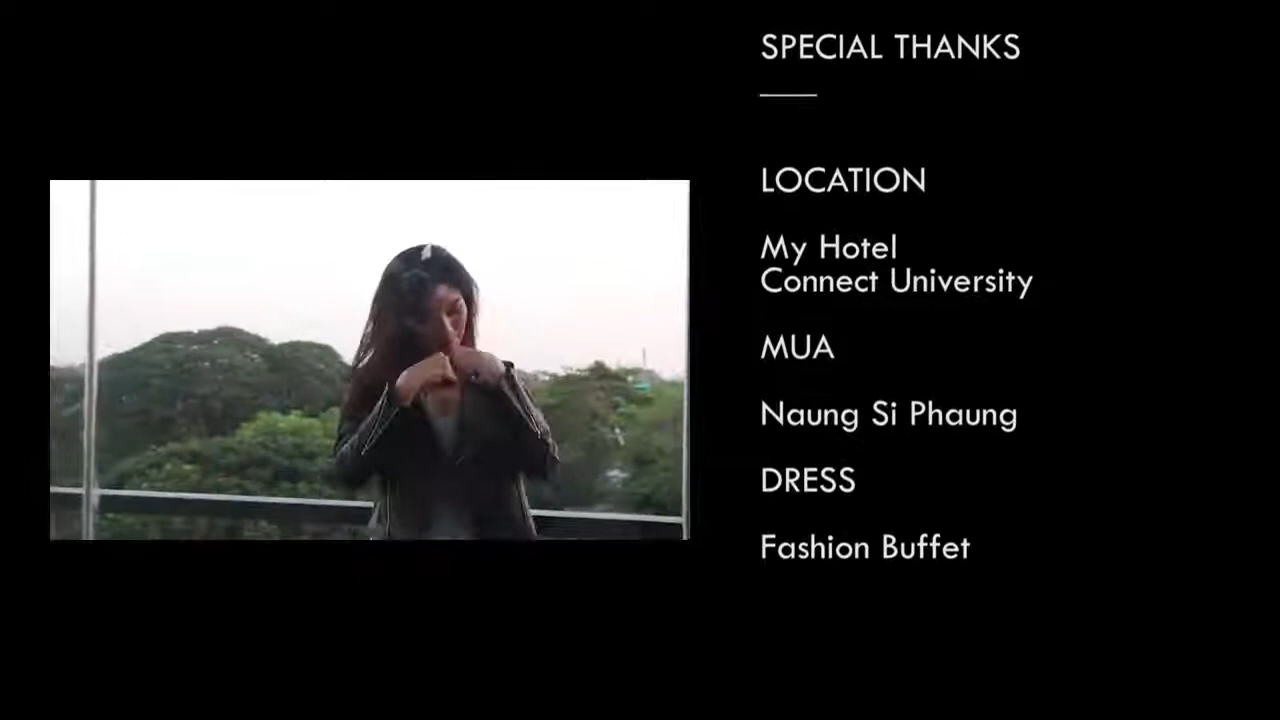 SPECIAL THANKS
LOCATION
My Hotel
Connect University
MUA
Naung Si Phaung
DRESS
Fashion Buffet